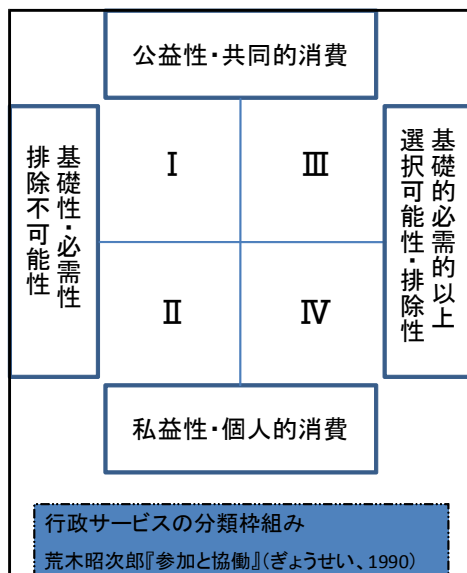 公益性・共同的消費
基礎性・必需性
排除不可能性
Ⅰ
Ⅲ
基礎的必需的以上
選択可能性・排除性
Ⅱ
Ⅳ
私益性・個人的消費
行政サービスの分類枠組み
荒木昭次郎『参加と協働』(ぎょうせい、1990)